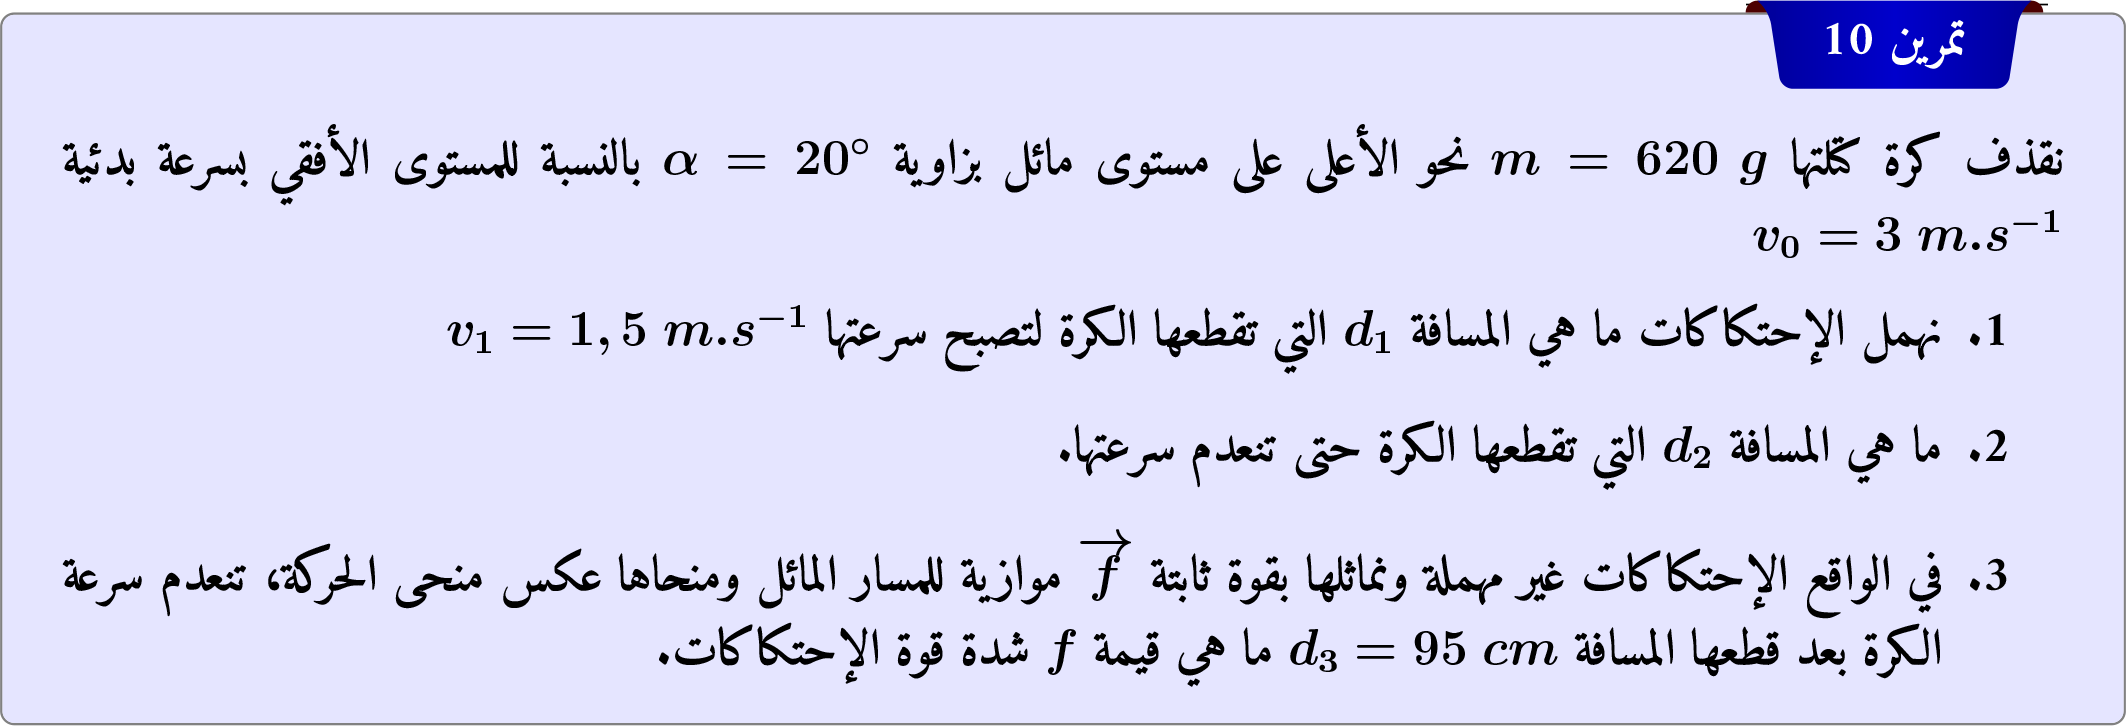 تمرين 10
نقذف كرة كتلتها m = 620 g نحو الأعلى على مستوى مائل بزاوية α = 20° بالنسبة للمستوى الأفقي بسرعة بدئية
v₀ = 3 m.s⁻¹
1. نهمل الإحتكاكات ما هي المسافة d₁ التي تقطعها الكرة لتصبح سرعتها v₁ = 1,5 m.s⁻¹
2. ما هي المسافة d₂ التي تقطعها الكرة حتى تنعدم سرعتها.
3. في الواقع الإحتكاكات غير مهملة ونماثلها بقوة ثابتة f⃗ موازية للمسار المائل ومنحاها عكس منحى الحركة، تنعدم سرعة
الكرة بعد قطعها المسافة d₃ = 95 cm ما هي قيمة f شدة قوة الإحتكاكات.